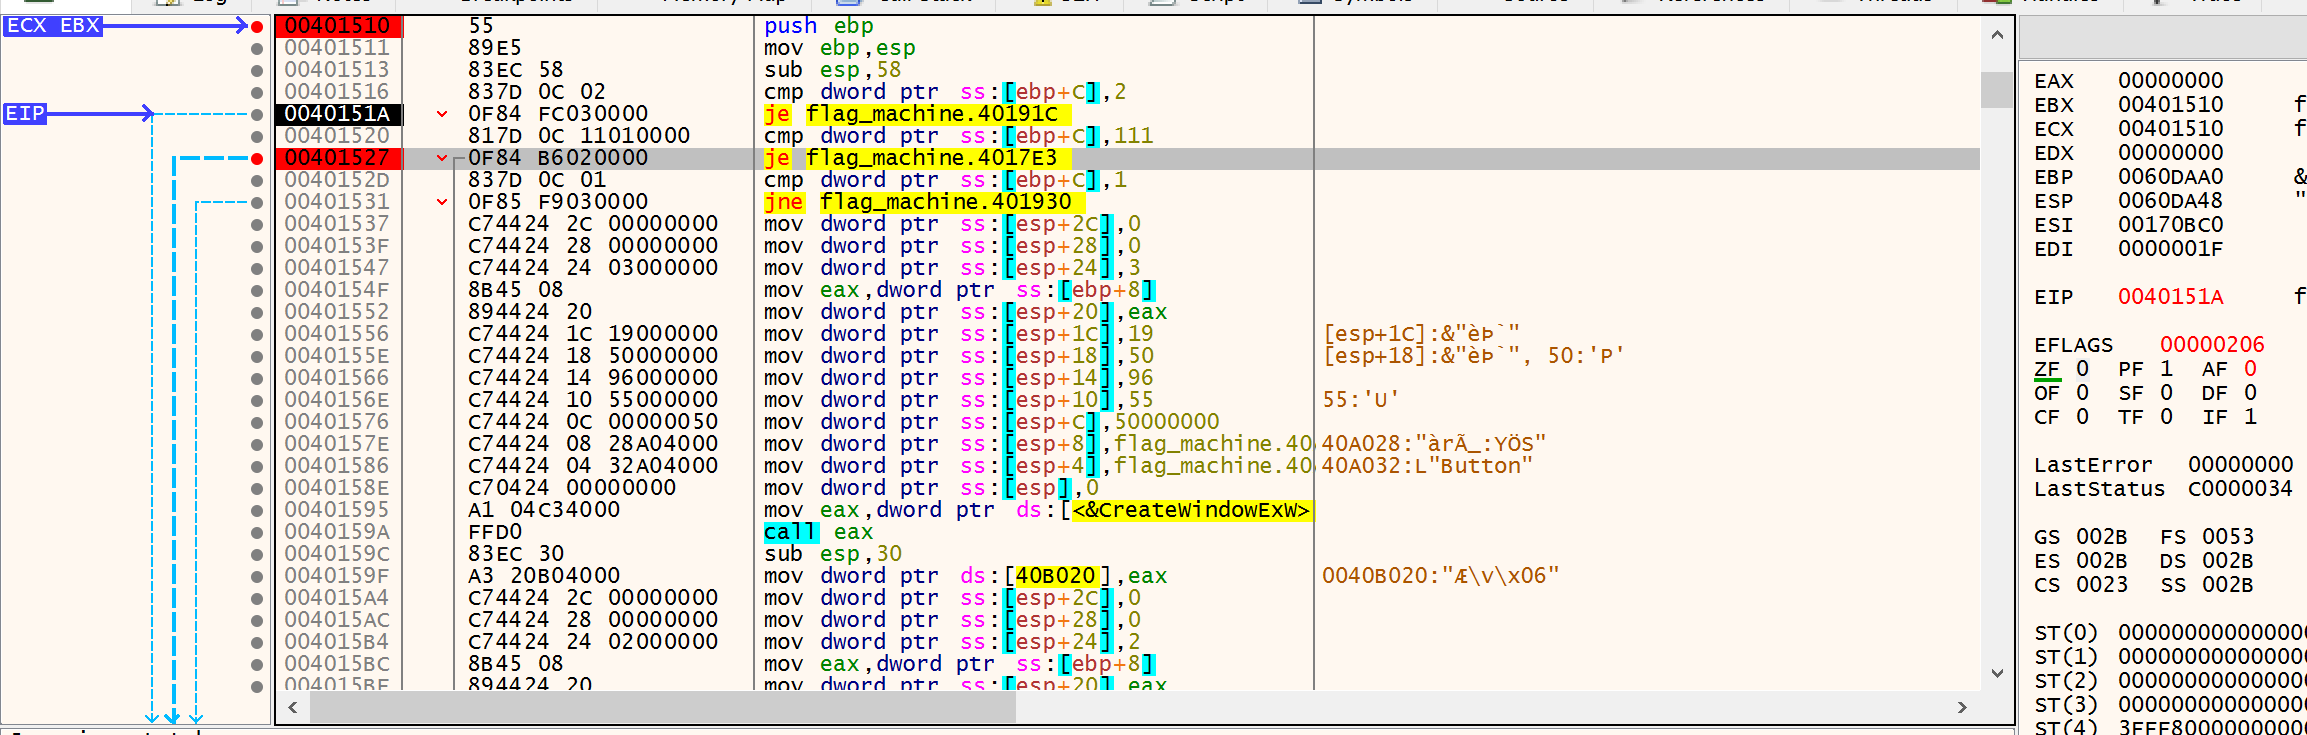 ECX EBX
EIP
00401510 55 push ebp
00401511 89E5 mov ebp,esp
00401513 83EC 58 sub esp,58
00401516 837D 0C 02 cmp dword ptr ss:[ebp+C],2
0040151A 0F84 FC030000 je flag_machine.40191C
00401520 817D 0C 11010000 cmp dword ptr ss:[ebp+C],111
00401527 0F84 B6020000 je flag_machine.4017E3
0040152D 837D 0C 01 cmp dword ptr ss:[ebp+C],1
00401531 0F85 F9030000 jne flag_machine.401930
00401537 C74424 2C 00000000 mov dword ptr ss:[esp+2C],0
0040153F C74424 28 00000000 mov dword ptr ss:[esp+28],0
00401547 C74424 24 03000000 mov dword ptr ss:[esp+24],3
0040154F 8B45 08 mov eax,dword ptr ss:[ebp+8]
00401552 894424 20 mov dword ptr ss:[esp+20],eax
00401556 C74424 1C 19000000 mov dword ptr ss:[esp+1C],19 [esp+1C]:&"èÞ`"
0040155E C74424 18 50000000 mov dword ptr ss:[esp+18],50 [esp+18]:&"èÞ`", 50:'P'
00401566 C74424 14 96000000 mov dword ptr ss:[esp+14],96
0040156E C74424 10 55000000 mov dword ptr ss:[esp+10],55 55:'U'
00401576 C74424 0C 00000050 mov dword ptr ss:[esp+C],50000000
0040157E C74424 08 28A04000 mov dword ptr ss:[esp+8],flag_machine.40 40A028:"àrÃ_:YÖS"
00401586 C74424 04 32A04000 mov dword ptr ss:[esp+4],flag_machine.40 40A032:L"Button"
0040158E C70424 00000000 mov dword ptr ss:[esp],0
00401595 A1 04C34000 mov eax,dword ptr ds:[<&CreateWindowExW>
0040159A FFD0 call eax
0040159C 83EC 30 sub esp,30
0040159F A3 20B04000 mov dword ptr ds:[40B020],eax 0040B020:"Æ\v\x06"
004015A4 C74424 2C 00000000 mov dword ptr ss:[esp+2C],0
004015AC C74424 28 00000000 mov dword ptr ss:[esp+28],0
004015B4 C74424 24 02000000 mov dword ptr ss:[esp+24],2
004015BC 8B45 08 mov eax,dword ptr ss:[ebp+8]
004015BF 894424 20 mov dword ptr ss:[esp+20],eax
EAX 00000000
EBX 00401510 f
ECX 00401510 f
EDX 00000000
EBP 0060DAA0 &
ESP 0060DA48 "
ESI 00170BC0
EDI 0000001F
EIP 0040151A f
EFLAGS 00000206
ZF 0 PF 1 AF 0
OF 0 SF 0 DF 0
CF 0 TF 0 IF 1
LastError 00000000
LastStatus C0000034
GS 002B FS 0053
ES 002B DS 002B
CS 0023 SS 002B
ST(0) 0000000000000000
ST(1) 0000000000000000
ST(2) 0000000000000000
ST(3) 0000000000000000
ST(4) 3FFF800000000000